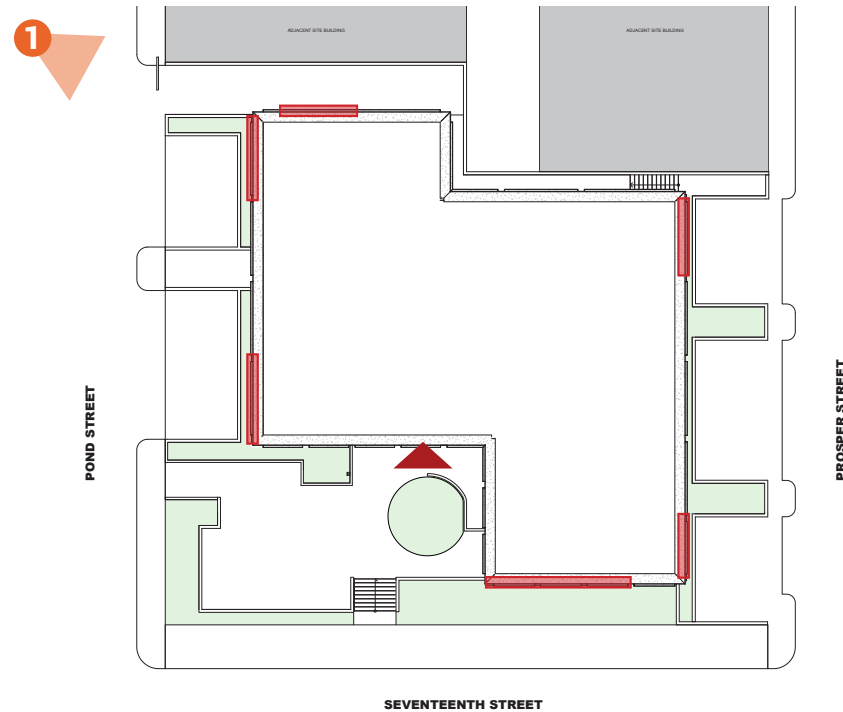 1
ADJACENT SITE BUILDING
ADJACENT SITE BUILDING
POND STREET
PROSPER STREET
SEVENTEENTH STREET